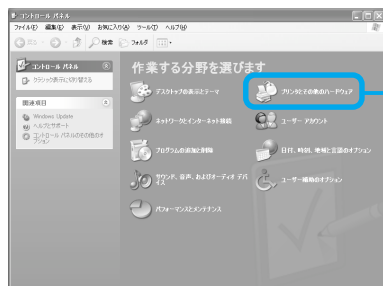 コントロール パネル
ファイル(F) 編集(E) 表示(V) お気に入り(A) ツール(T) ヘルプ(H)
戻る 検索 フォルダ
コントロール パネル
クラシック表示に切り替える
関連項目
Windows Update
ヘルプとサポート
コントロール パネルのその他のオプション
作業する分野を選びます
デスクトップの表示とテーマ
プリンタとその他のハードウェア
ネットワークとインターネット接続
ユーザー アカウント
プログラムの追加と削除
日付、時刻、地域と言語のオプション
サウンド、音声、およびオーディオ デバイス
ユーザー補助のオプション
パフォーマンスとメンテナンス